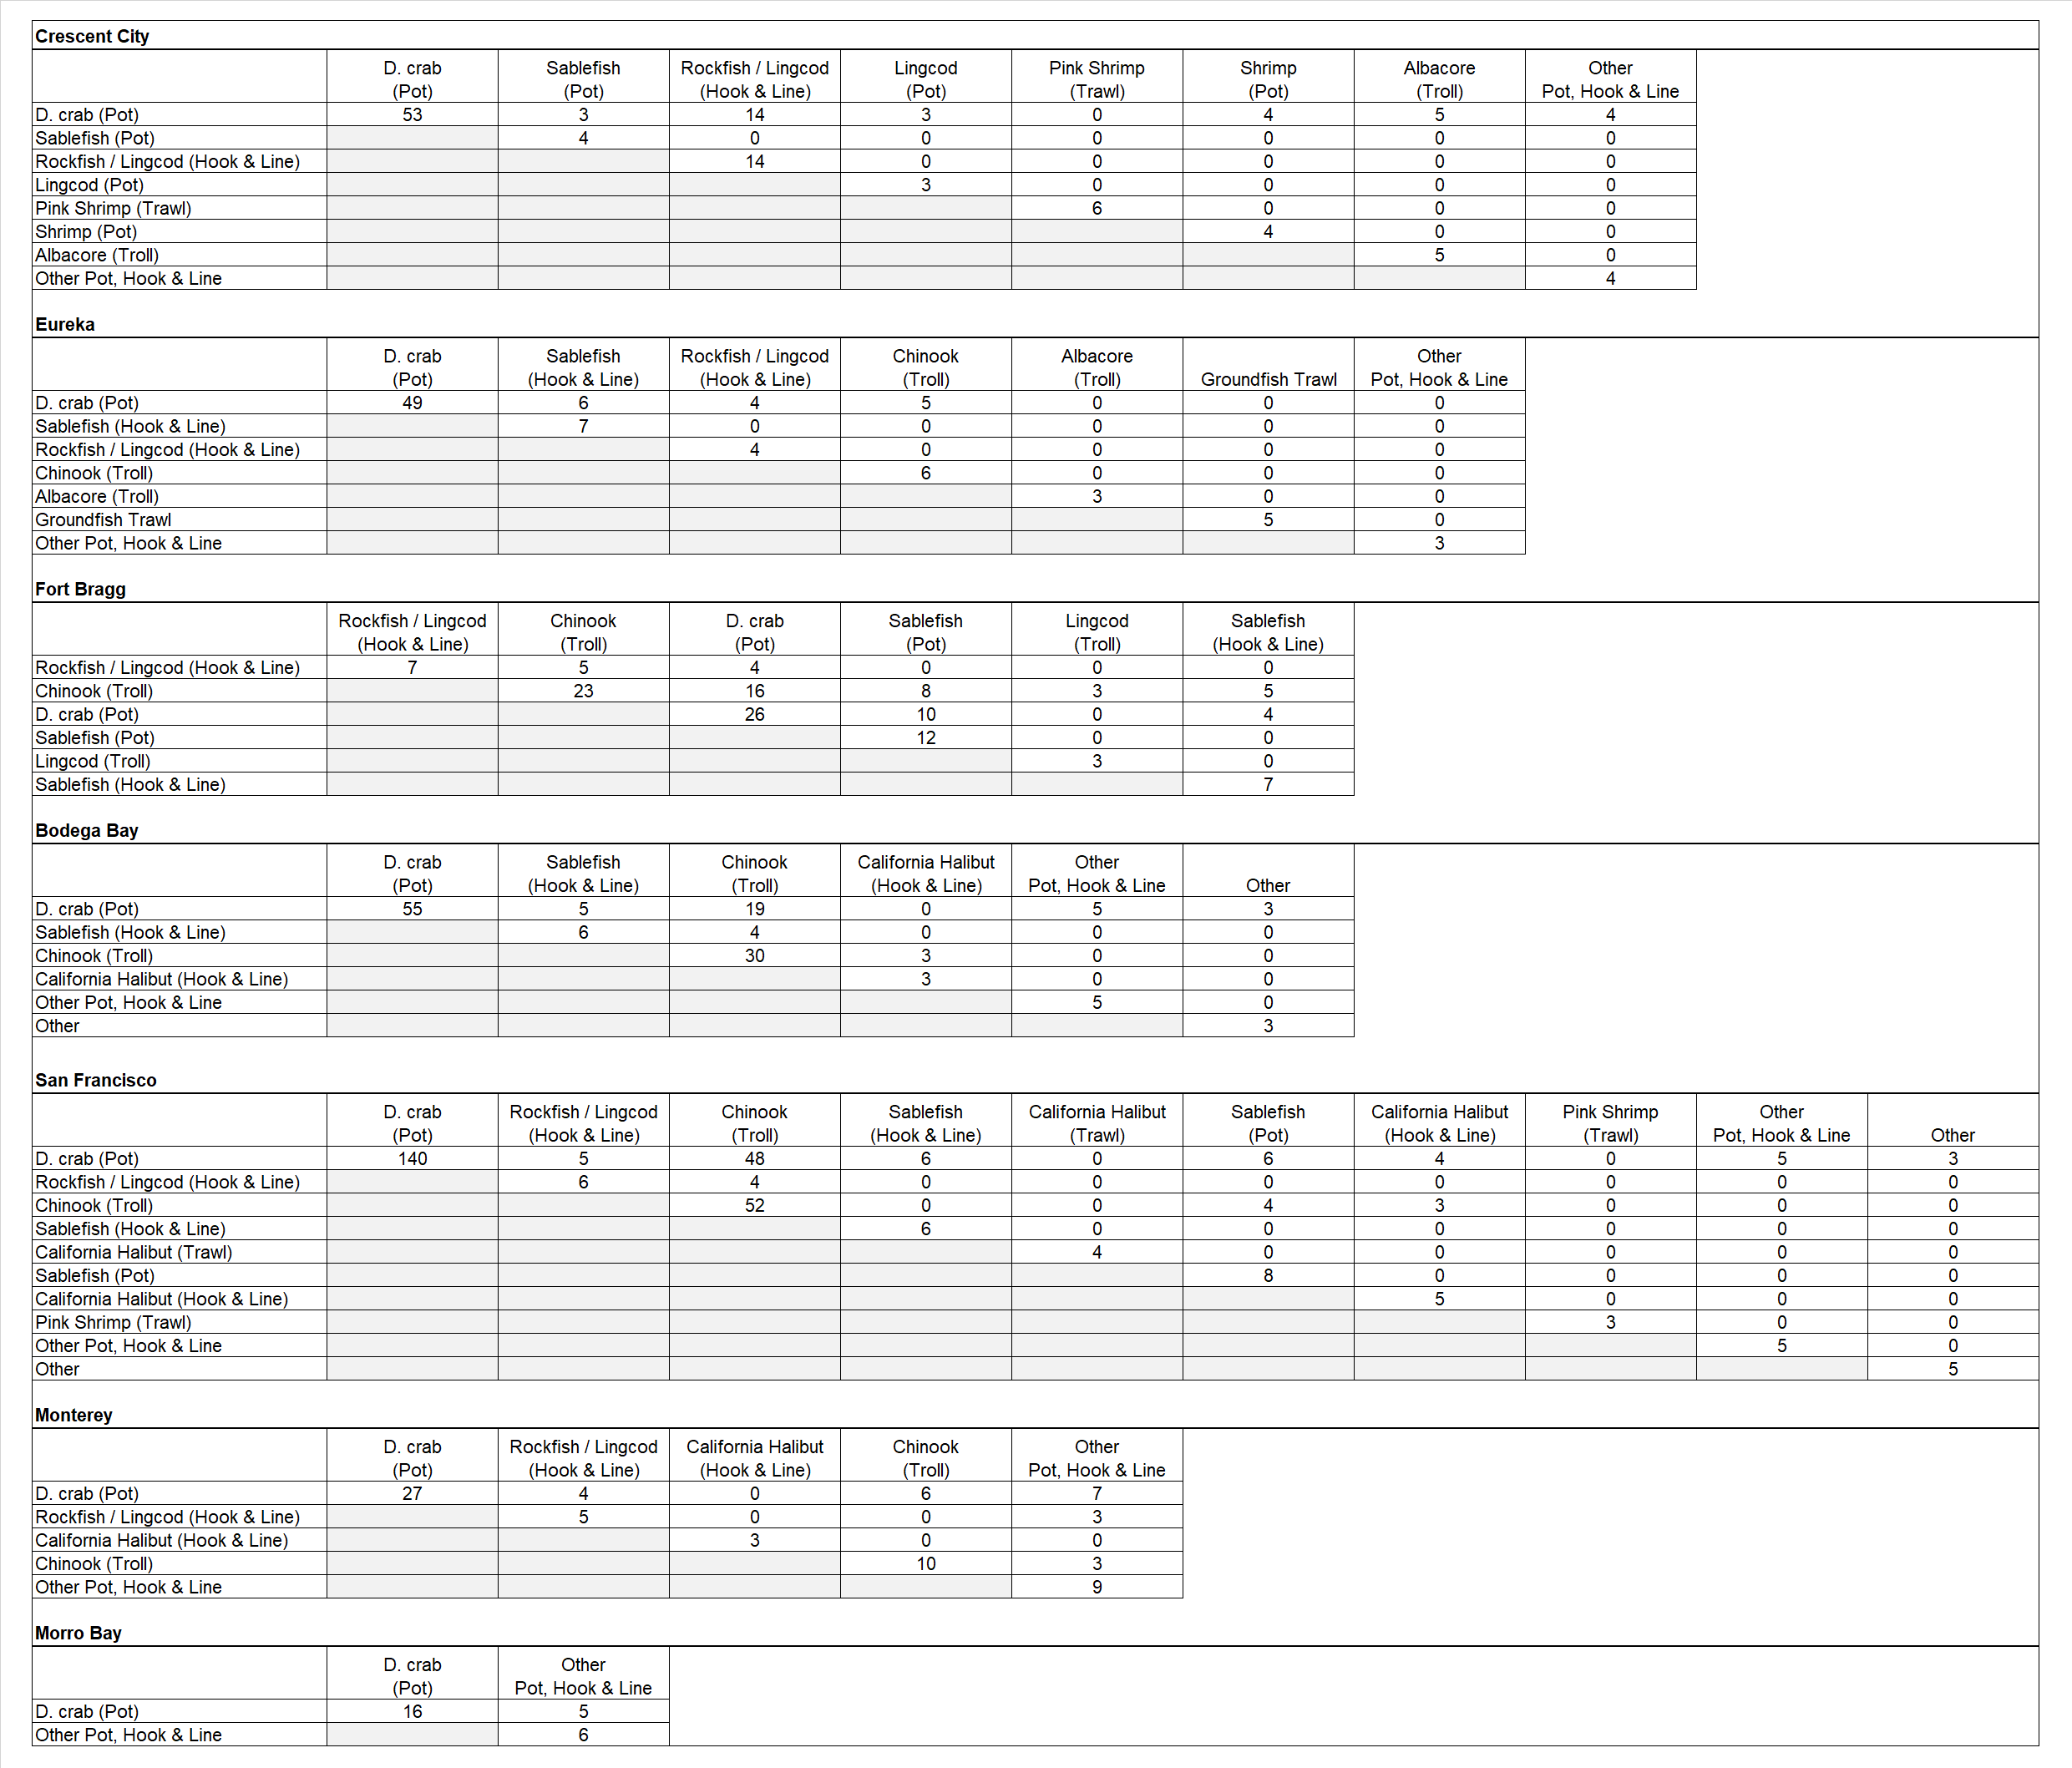 Crescent City
D. crab Sablefish Rockfish / Lingcod Lingcod Pink Shrimp Shrimp Albacore Other
(Pot) (Pot) (Hook & Line) (Pot) (Trawl) (Pot) (Troll) Pot, Hook & Line
D. crab (Pot) 53 3 14 3 0 4 5 4
Sablefish (Pot) 4 0 0 0 0 0 0
Rockfish / Lingcod (Hook & Line) 14 0 0 0 0 0
Lingcod (Pot) 3 0 0 0 0
Pink Shrimp (Trawl) 6 0 0 0
Shrimp (Pot) 4 0 0
Albacore (Troll) 5 0
Other Pot, Hook & Line 4
Eureka
D. crab Sablefish Rockfish / Lingcod Chinook Albacore Other
(Pot) (Hook & Line) (Hook & Line) (Troll) (Troll) Groundfish Trawl Pot, Hook & Line
D. crab (Pot) 49 6 4 5 0 0 0
Sablefish (Hook & Line) 7 0 0 0 0 0
Rockfish / Lingcod (Hook & Line) 4 0 0 0 0
Chinook (Troll) 6 0 0 0
Albacore (Troll) 3 0 0
Groundfish Trawl 5 0
Other Pot, Hook & Line 3
Fort Bragg
Rockfish / Lingcod Chinook D. crab Sablefish Lingcod Sablefish
(Hook & Line) (Troll) (Pot) (Pot) (Troll) (Hook & Line)
Rockfish / Lingcod (Hook & Line) 7 5 4 0 0 0
Chinook (Troll) 23 16 8 3 5
D. crab (Pot) 26 10 0 4
Sablefish (Pot) 12 0 0
Lingcod (Troll) 3 0
Sablefish (Hook & Line) 7
Bodega Bay
D. crab Sablefish Chinook California Halibut Other
(Pot) (Hook & Line) (Troll) (Hook & Line) Pot, Hook & Line Other
D. crab (Pot) 55 5 19 0 5 3
Sablefish (Hook & Line) 6 4 0 0 0
Chinook (Troll) 30 3 0 0
California Halibut (Hook & Line) 3 0 0
Other Pot, Hook & Line 5 0
Other 3
San Francisco
D. crab Rockfish / Lingcod Chinook Sablefish California Halibut Sablefish California Halibut Pink Shrimp Other
(Pot) (Hook & Line) (Troll) (Hook & Line) (Trawl) (Pot) (Hook & Line) (Trawl) Pot, Hook & Line Other
D. crab (Pot) 140 5 48 6 0 6 4 0 5 3
Rockfish / Lingcod (Hook & Line) 6 4 0 0 0 0 0 0 0
Chinook (Troll) 52 0 0 4 3 0 0 0
Sablefish (Hook & Line) 6 0 0 0 0 0 0
California Halibut (Trawl) 4 0 0 0 0 0
Sablefish (Pot) 8 0 0 0 0
California Halibut (Hook & Line) 5 0 0 0
Pink Shrimp (Trawl) 3 0 0
Other Pot, Hook & Line 5 0
Other 5
Monterey
D. crab Rockfish / Lingcod California Halibut Chinook Other
(Pot) (Hook & Line) (Hook & Line) (Troll) Pot, Hook & Line
D. crab (Pot) 27 4 0 6 7
Rockfish / Lingcod (Hook & Line) 5 0 0 3
California Halibut (Hook & Line) 3 0 0
Chinook (Troll) 10 3
Other Pot, Hook & Line 9
Morro Bay
D. crab Other
(Pot) Pot, Hook & Line
D. crab (Pot) 16 5
Other Pot, Hook & Line 6